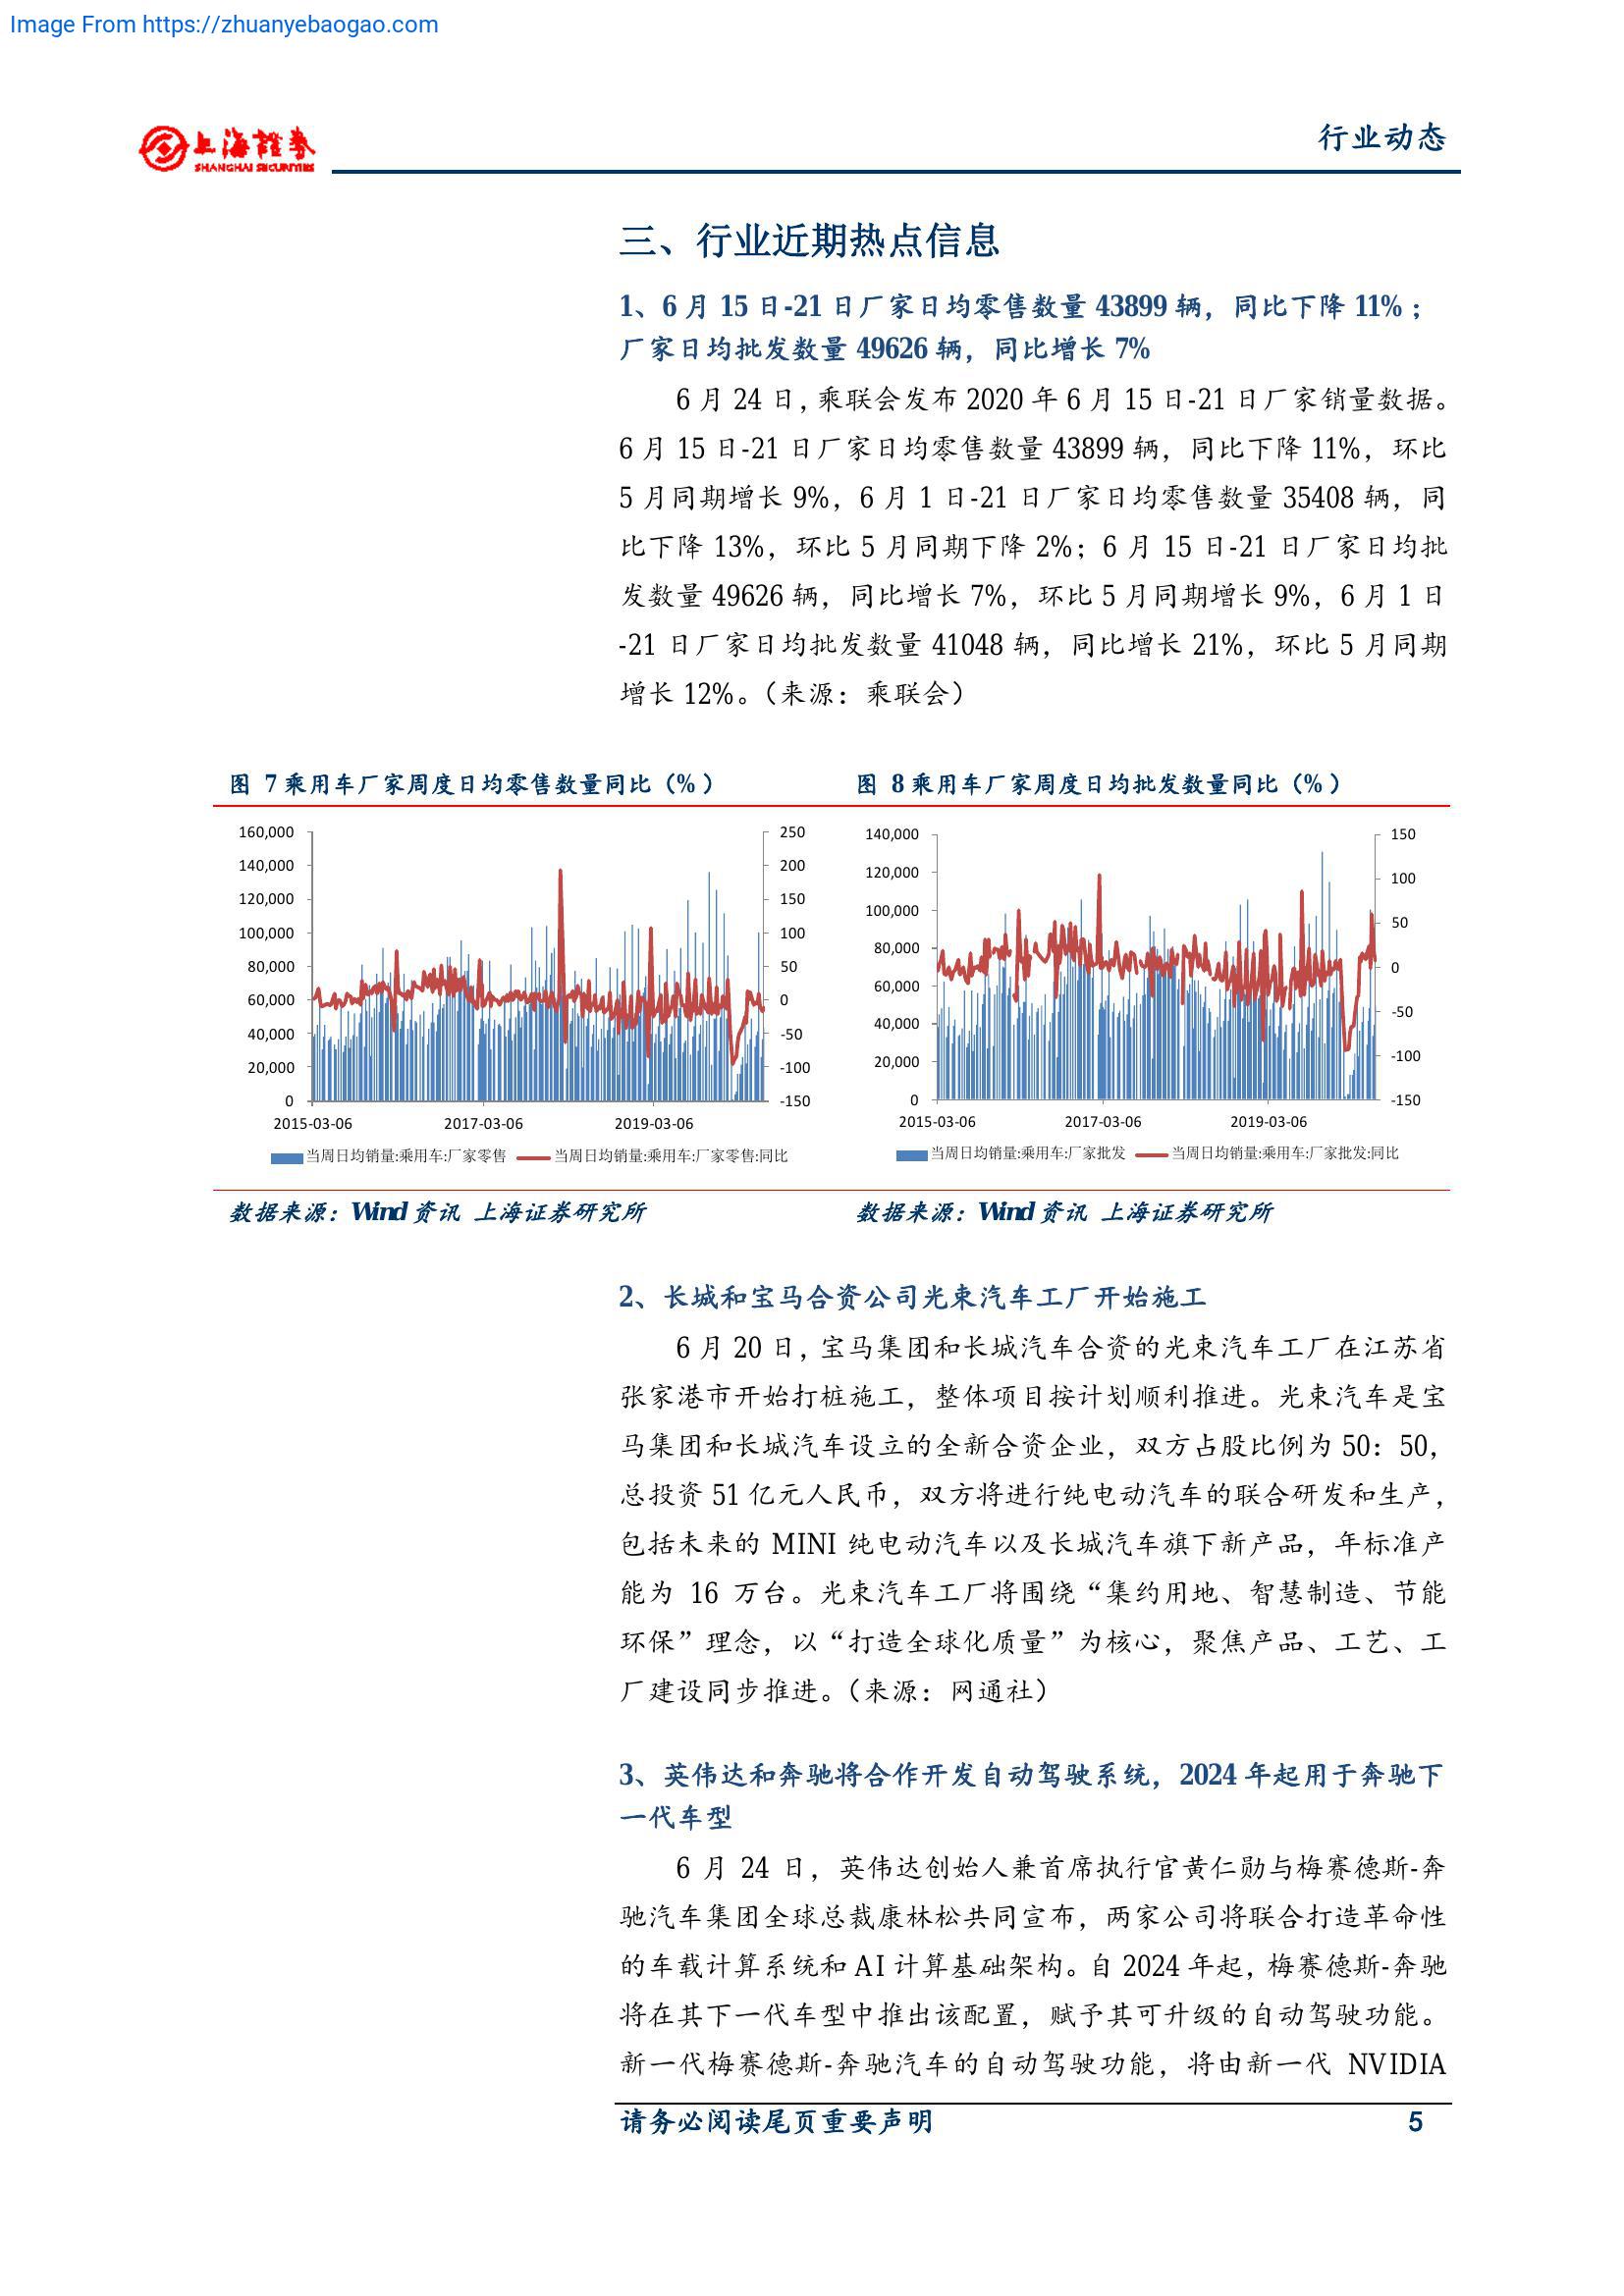 Image From https://zhuanyebaogao.com
上海證券
SHANGHAI SECURITIES
行业动态
三、行业近期热点信息
1、6 月 15 日-21 日厂家日均零售数量 43899 辆，同比下降 11%；
厂家日均批发数量 49626 辆，同比增长 7%
6 月 24 日，乘联会发布 2020 年 6 月 15 日-21 日厂家销量数据。
6 月 15 日-21 日厂家日均零售数量 43899 辆，同比下降 11%，环比
5 月同期增长 9%，6 月 1 日-21 日厂家日均零售数量 35408 辆，同
比下降 13%，环比 5 月同期下降 2%；6 月 15 日-21 日厂家日均批
发数量 49626 辆，同比增长 7%，环比 5 月同期增长 9%，6 月 1 日
-21 日厂家日均批发数量 41048 辆，同比增长 21%，环比 5 月同期
增长 12%。（来源：乘联会）
图 7 乘用车厂家周度日均零售数量同比（%）
160,000
140,000
120,000
100,000
80,000
60,000
40,000
20,000
0
250
200
150
100
50
0
-50
-100
-150
2015-03-06 2017-03-06 2019-03-06
当周日均销量:乘用车:厂家零售 当周日均销量:乘用车:厂家零售:同比
数据来源：Wind 资讯 上海证券研究所
图 8 乘用车厂家周度日均批发数量同比（%）
140,000
120,000
100,000
80,000
60,000
40,000
20,000
0
150
100
50
0
-50
-100
-150
2015-03-06 2017-03-06 2019-03-06
当周日均销量:乘用车:厂家批发 当周日均销量:乘用车:厂家批发:同比
数据来源：Wind 资讯 上海证券研究所
2、长城和宝马合资公司光束汽车工厂开始施工
6 月 20 日，宝马集团和长城汽车合资的光束汽车工厂在江苏省
张家港市开始打桩施工，整体项目按计划顺利推进。光束汽车是宝
马集团和长城汽车设立的全新合资企业，双方占股比例为 50：50，
总投资 51 亿元人民币，双方将进行纯电动汽车的联合研发和生产，
包括未来的 MINI 纯电动汽车以及长城汽车旗下新产品，年标准产
能为 16 万台。光束汽车工厂将围绕“集约用地、智慧制造、节能
环保”理念，以“打造全球化质量”为核心，聚焦产品、工艺、工
厂建设同步推进。（来源：网通社）
3、英伟达和奔驰将合作开发自动驾驶系统，2024 年起用于奔驰下
一代车型
6 月 24 日，英伟达创始人兼首席执行官黄仁勋与梅赛德斯-奔
驰汽车集团全球总裁康林松共同宣布，两家公司将联合打造革命性
的车载计算系统和 AI 计算基础架构。自 2024 年起，梅赛德斯-奔驰
将在其下一代车型中推出该配置，赋予其可升级的自动驾驶功能。
新一代梅赛德斯-奔驰汽车的自动驾驶功能，将由新一代 NVIDIA
请务必阅读尾页重要声明 5